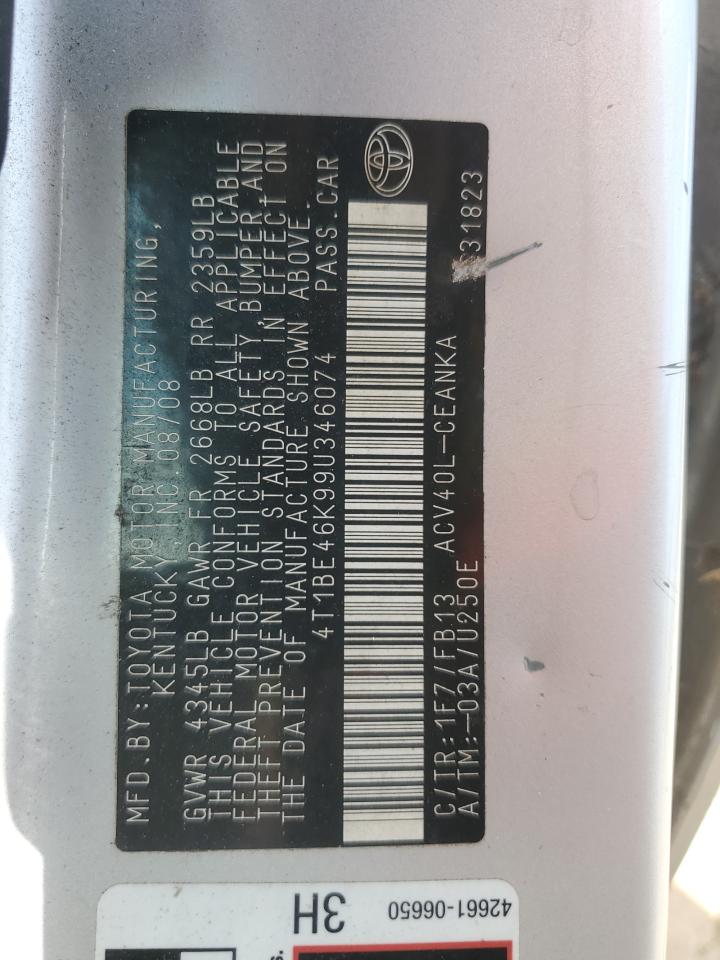 MFD.BY:TOYOTA MOTOR MANUFACTURING,
KENTUCKY INC.08/08
GVWR 4345LB GAWR FR 2668LB RR 2359LB
THIS VEHICLE CONFORMS TO ALL APPLICABLE
FEDERAL MOTOR VEHICLE SAFETY, BUMPER AND
THEFT PREVENTION STANDARDS IN EFFECT ON
THE DATE OF MANUFACTURE SHOWN ABOVE.
4T1BE46K99U346074 PASS.CAR
C/TR:1F7/FB13 ACV40L-CEANKA
A/TM:-03A/U250E 31823
42661-06650
3H